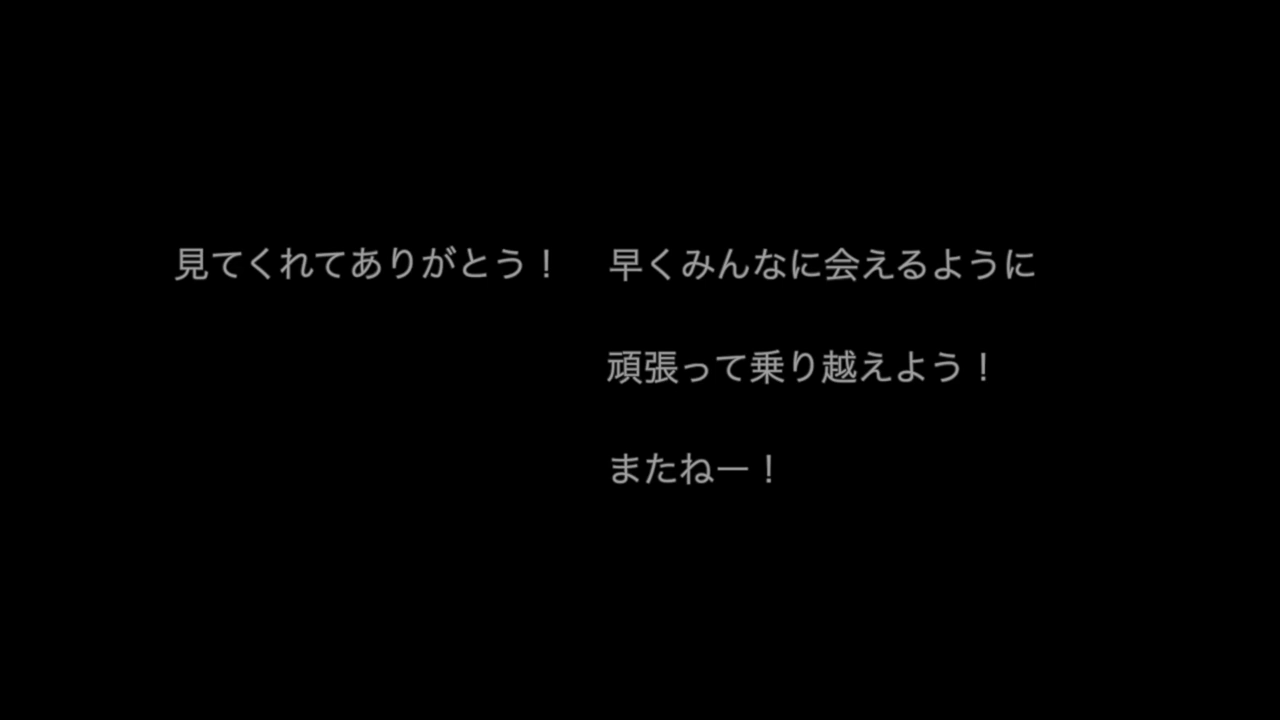 見てくれてありがとう！
早くみんなに会えるように
頑張って乗り越えよう！
またねー！